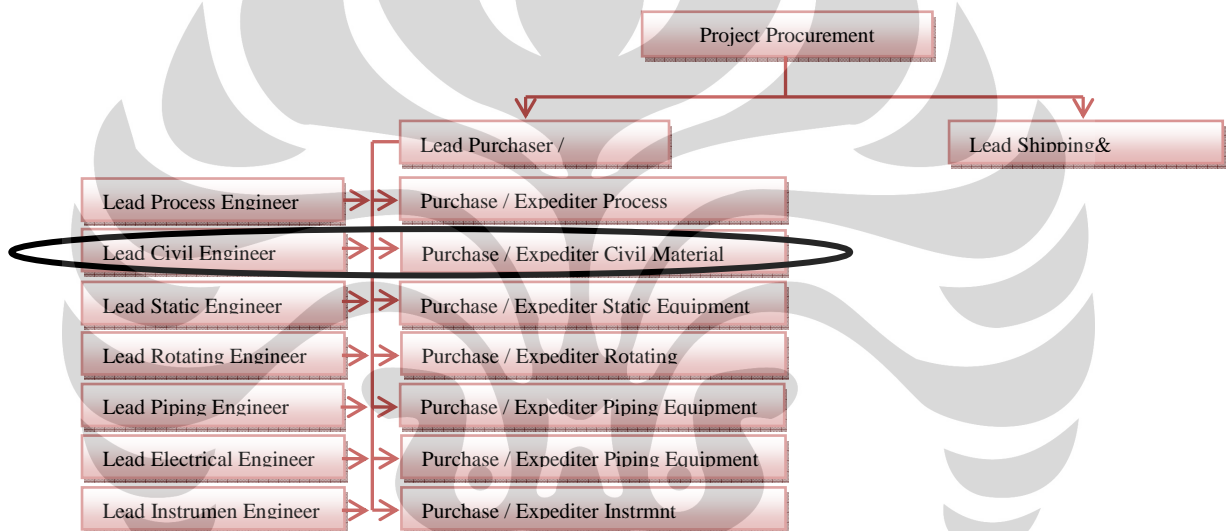 Project Procurement
Lead Purchaser /
Lead Shipping&
Lead Process Engineer
Purchase / Expediter Process
Lead Civil Engineer
Purchase / Expediter Civil Material
Lead Static Engineer
Purchase / Expediter Static Equipment
Lead Rotating Engineer
Purchase / Expediter Rotating
Lead Piping Engineer
Purchase / Expediter Piping Equipment
Lead Electrical Engineer
Purchase / Expediter Piping Equipment
Lead Instrumen Engineer
Purchase / Expediter Instrmnt